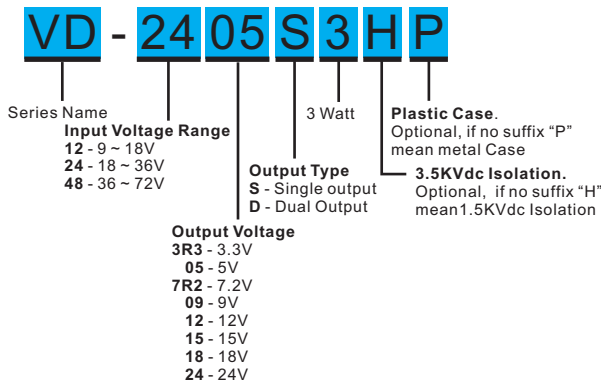 VD - 2405S3HP
Series Name
Input Voltage Range
12 - 9 ~ 18V
24 - 18 ~ 36V
48 - 36 ~ 72V
Output Voltage
3R3 - 3.3V
05 - 5V
7R2 - 7.2V
09 - 9V
12 - 12V
15 - 15V
18 - 18V
24 - 24V
Output Type
S - Single output
D - Dual Output
3 Watt
Plastic Case.
Optional, if no suffix “P”
mean metal Case
3.5KVdc Isolation.
Optional, if no suffix “H”
mean1.5KVdc Isolation